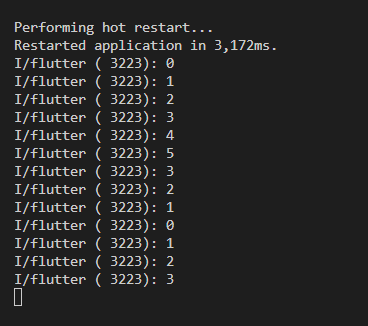 Performing hot restart...
Restarted application in 3,172ms.
I/flutter ( 3223): 0
I/flutter ( 3223): 1
I/flutter ( 3223): 2
I/flutter ( 3223): 3
I/flutter ( 3223): 4
I/flutter ( 3223): 5
I/flutter ( 3223): 3
I/flutter ( 3223): 2
I/flutter ( 3223): 1
I/flutter ( 3223): 0
I/flutter ( 3223): 1
I/flutter ( 3223): 2
I/flutter ( 3223): 3